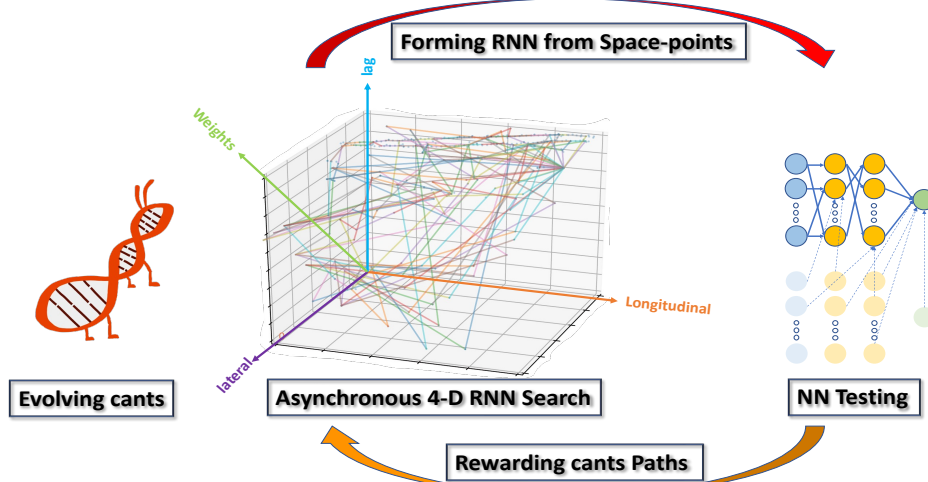 Forming RNN from Space-points
lag
Weights
Longitudinal
lateral
Evolving cants
Asynchronous 4-D RNN Search
NN Testing
Rewarding cants Paths